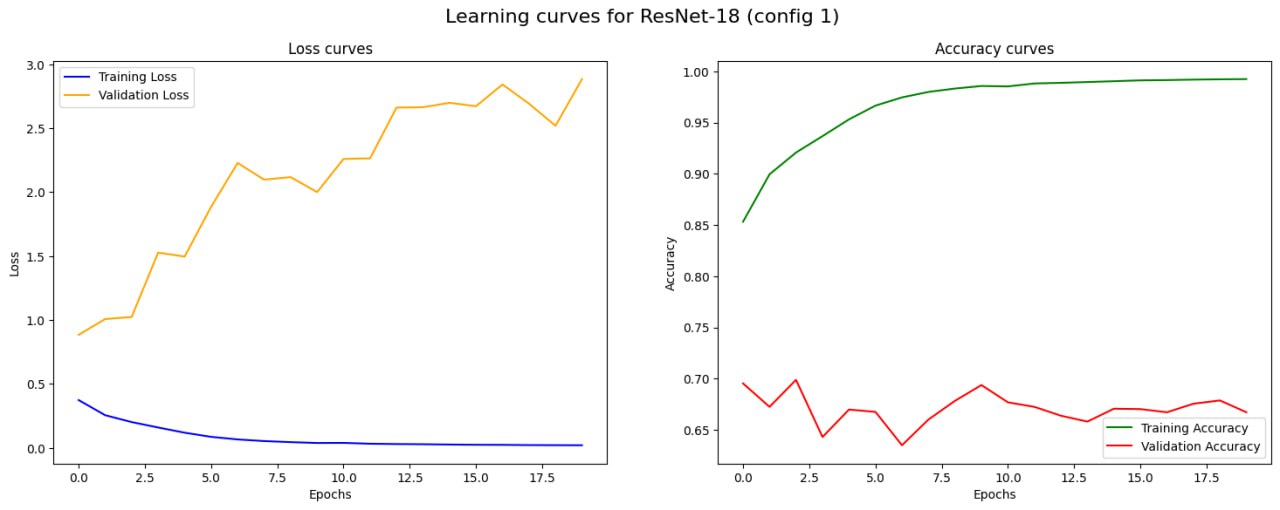 Learning curves for ResNet-18 (config 1)
Loss curves
Training Loss
Validation Loss
Loss
3.0
2.5
2.0
1.5
1.0
0.5
0.0
0.0 2.5 5.0 7.5 10.0 12.5 15.0 17.5
Epochs
Accuracy curves
Accuracy
1.00
0.95
0.90
0.85
0.80
0.75
0.70
0.65
Training Accuracy
Validation Accuracy
0.0 2.5 5.0 7.5 10.0 12.5 15.0 17.5
Epochs